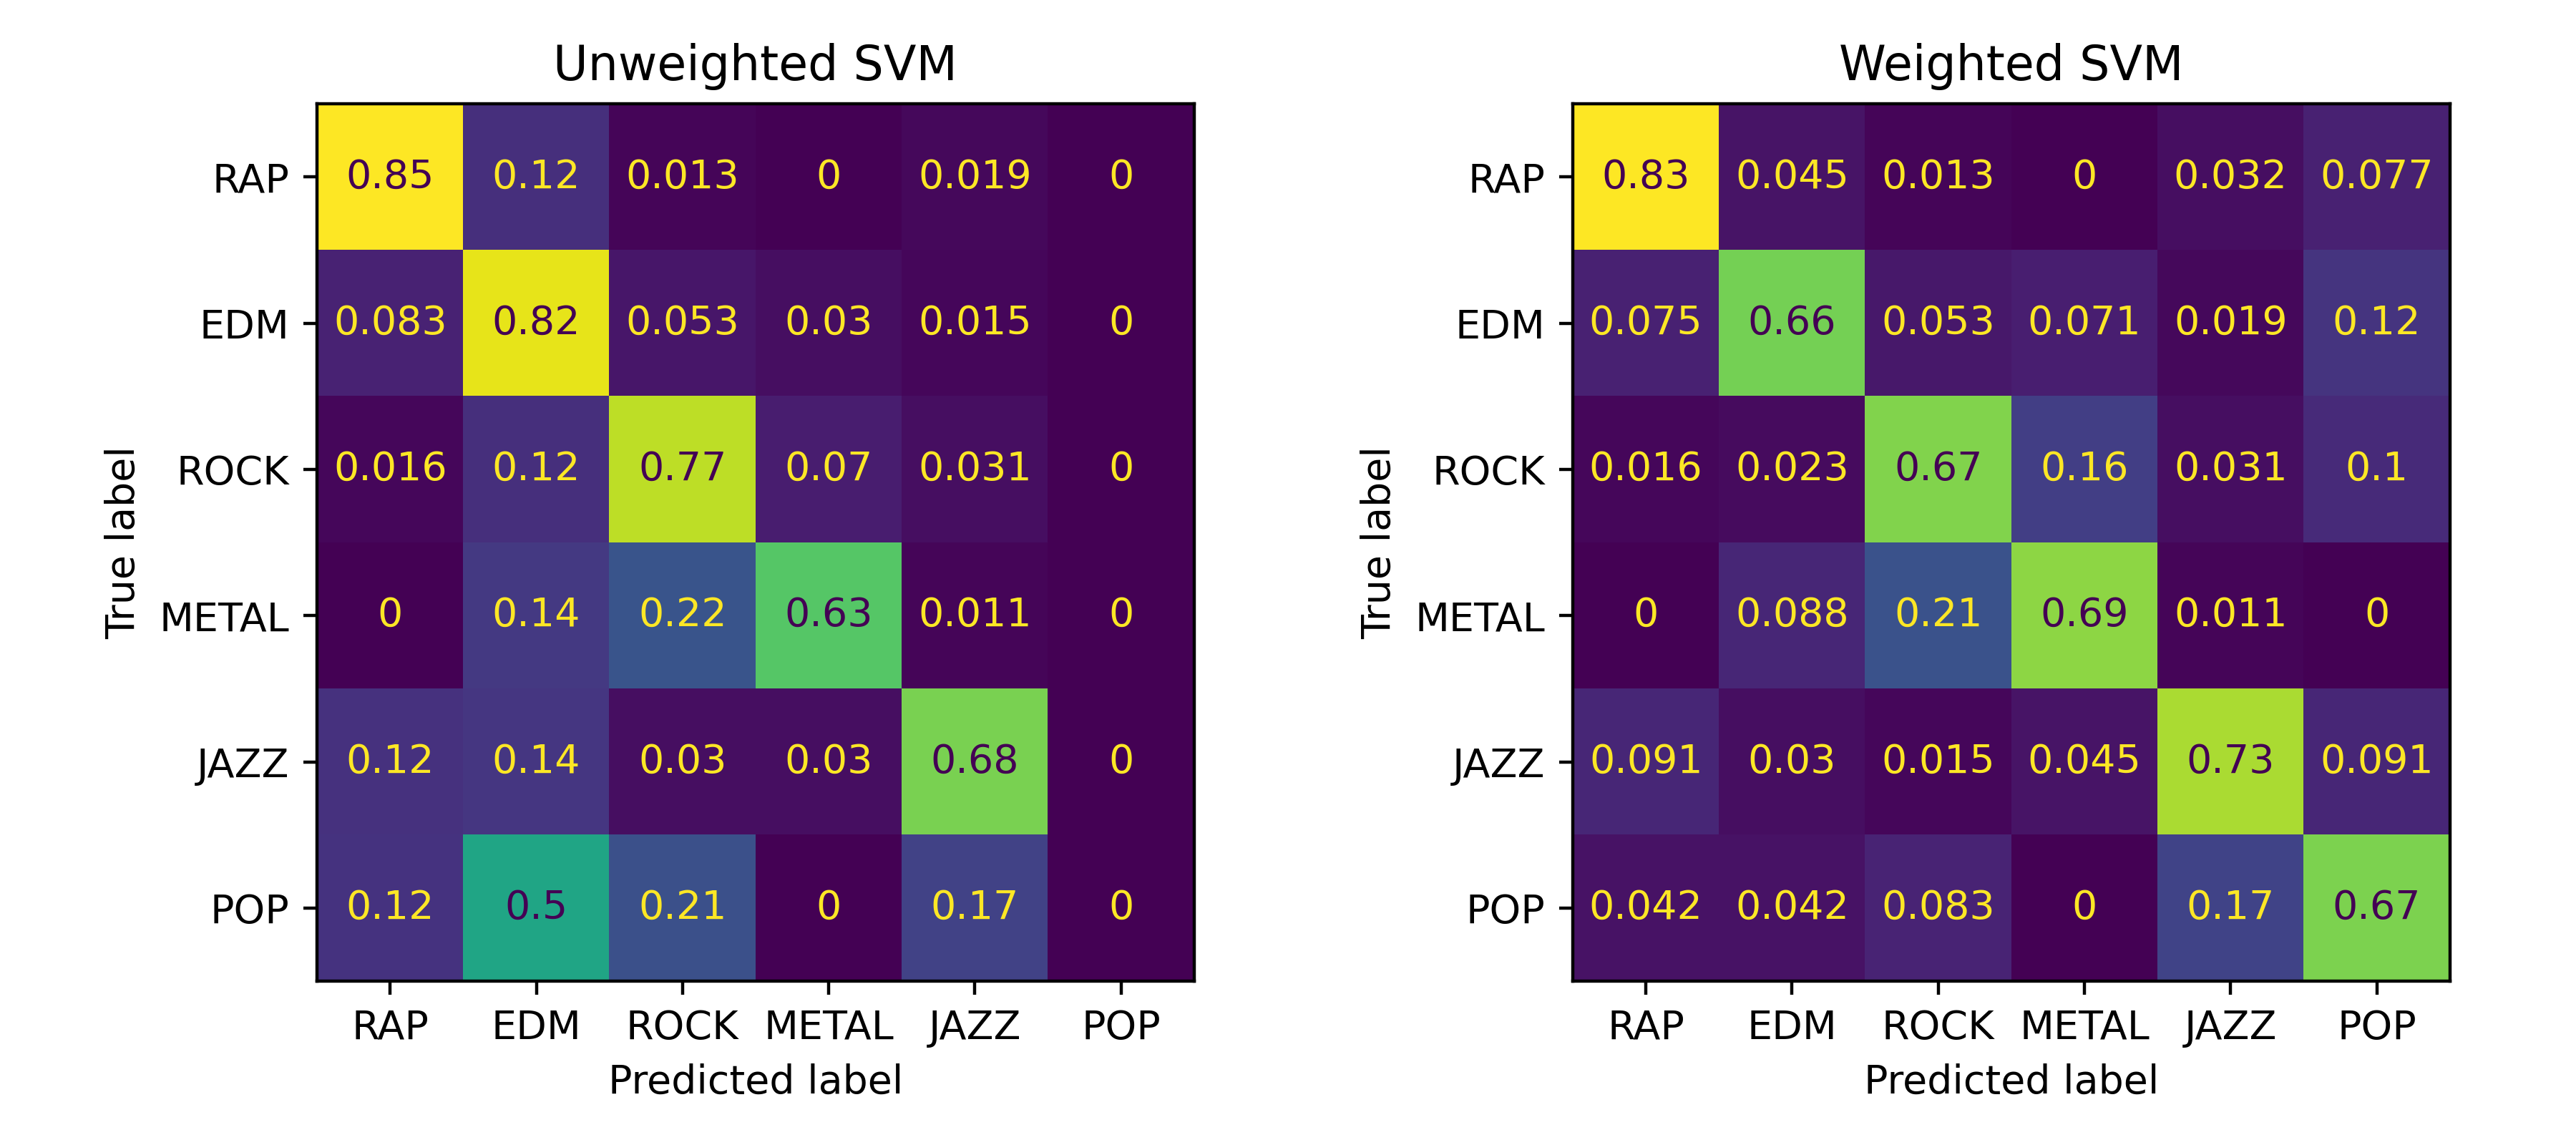 Unweighted SVM
RAP 0.85 0.12 0.013 0 0.019 0
EDM 0.083 0.82 0.053 0.03 0.015 0
ROCK 0.016 0.12 0.77 0.07 0.031 0
METAL 0 0.14 0.22 0.63 0.011 0
JAZZ 0.12 0.14 0.03 0.03 0.68 0
POP 0.12 0.5 0.21 0 0.17 0
True label
RAP EDM ROCK METAL JAZZ POP
Predicted label
Weighted SVM
RAP 0.83 0.045 0.013 0 0.032 0.077
EDM 0.075 0.66 0.053 0.071 0.019 0.12
ROCK 0.016 0.023 0.67 0.16 0.031 0.1
METAL 0 0.088 0.21 0.69 0.011 0
JAZZ 0.091 0.03 0.015 0.045 0.73 0.091
POP 0.042 0.042 0.083 0 0.17 0.67
True label
RAP EDM ROCK METAL JAZZ POP
Predicted label